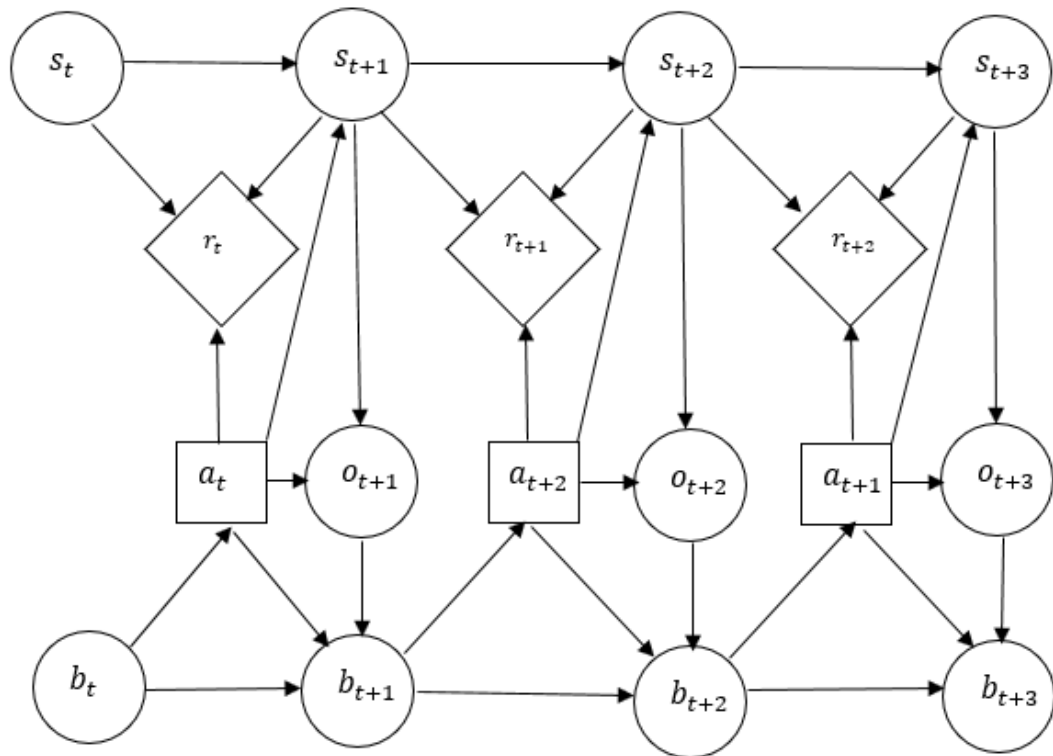 s_t s_{t+1} s_{t+2} s_{t+3}
r_t r_{t+1} r_{t+2}
a_t o_{t+1} a_{t+2} o_{t+2} a_{t+1} o_{t+3}
b_t b_{t+1} b_{t+2} b_{t+3}